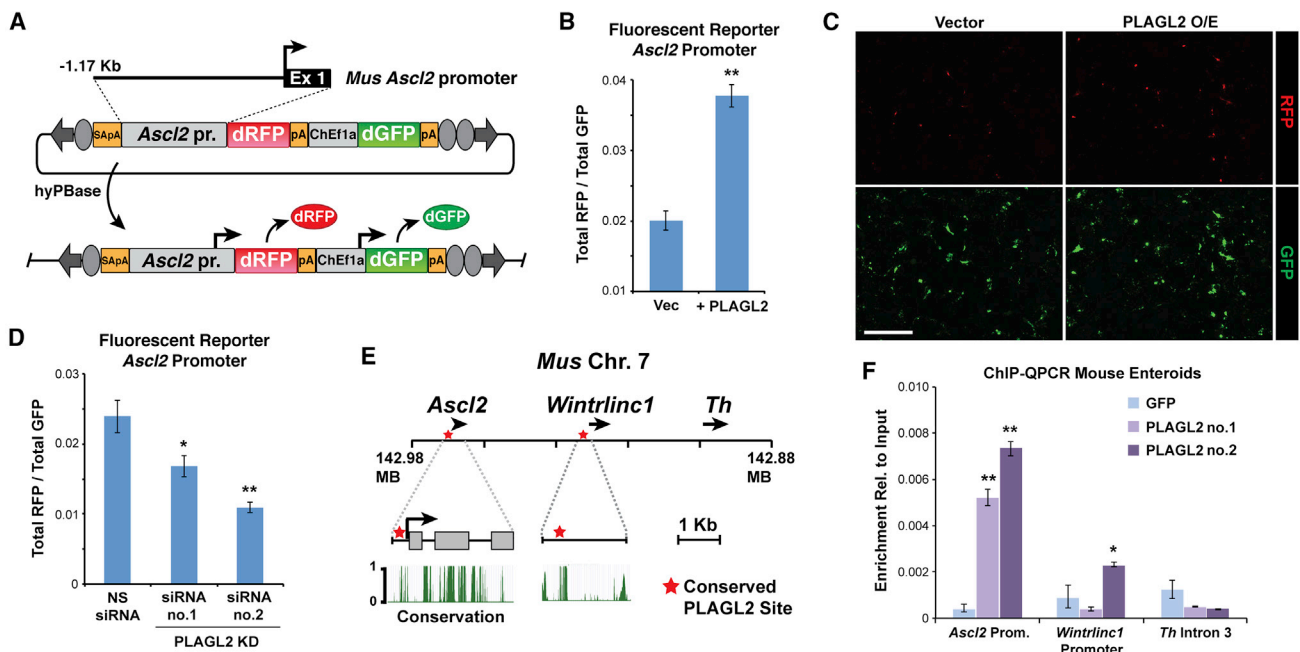 A
-1.17 Kb
Ex 1
Mus Ascl2 promoter
SApA
Ascl2 pr.
dRFP
pA
ChEf1a
dGFP
pA
hyPBase
dRFP
dGFP
SApA
Ascl2 pr.
dRFP
pA
ChEf1a
dGFP
pA
B
Fluorescent Reporter
Ascl2 Promoter
Total RFP / Total GFP
0.04
0.03
0.02
0.01
**
Vec
+ PLAGL2
C
Vector
PLAGL2 O/E
RFP
GFP
D
Fluorescent Reporter
Ascl2 Promoter
Total RFP / Total GFP
0.03
0.02
0.01
0
*
**
NS
siRNA
siRNA
no.1
siRNA
no.2
PLAGL2 KD
E
Mus Chr. 7
Ascl2
Wintrlinc1
Th
142.98
MB
142.88
MB
1 Kb
1
0
Conservation
Conserved
PLAGL2 Site
F
ChIP-QPCR Mouse Enteroids
Enrichment Rel. to Input
0.010
0.008
0.006
0.004
0.002
0
GFP
PLAGL2 no.1
PLAGL2 no.2
**
**
*
Ascl2 Prom.
Wintrlinc1
Promoter
Th Intron 3